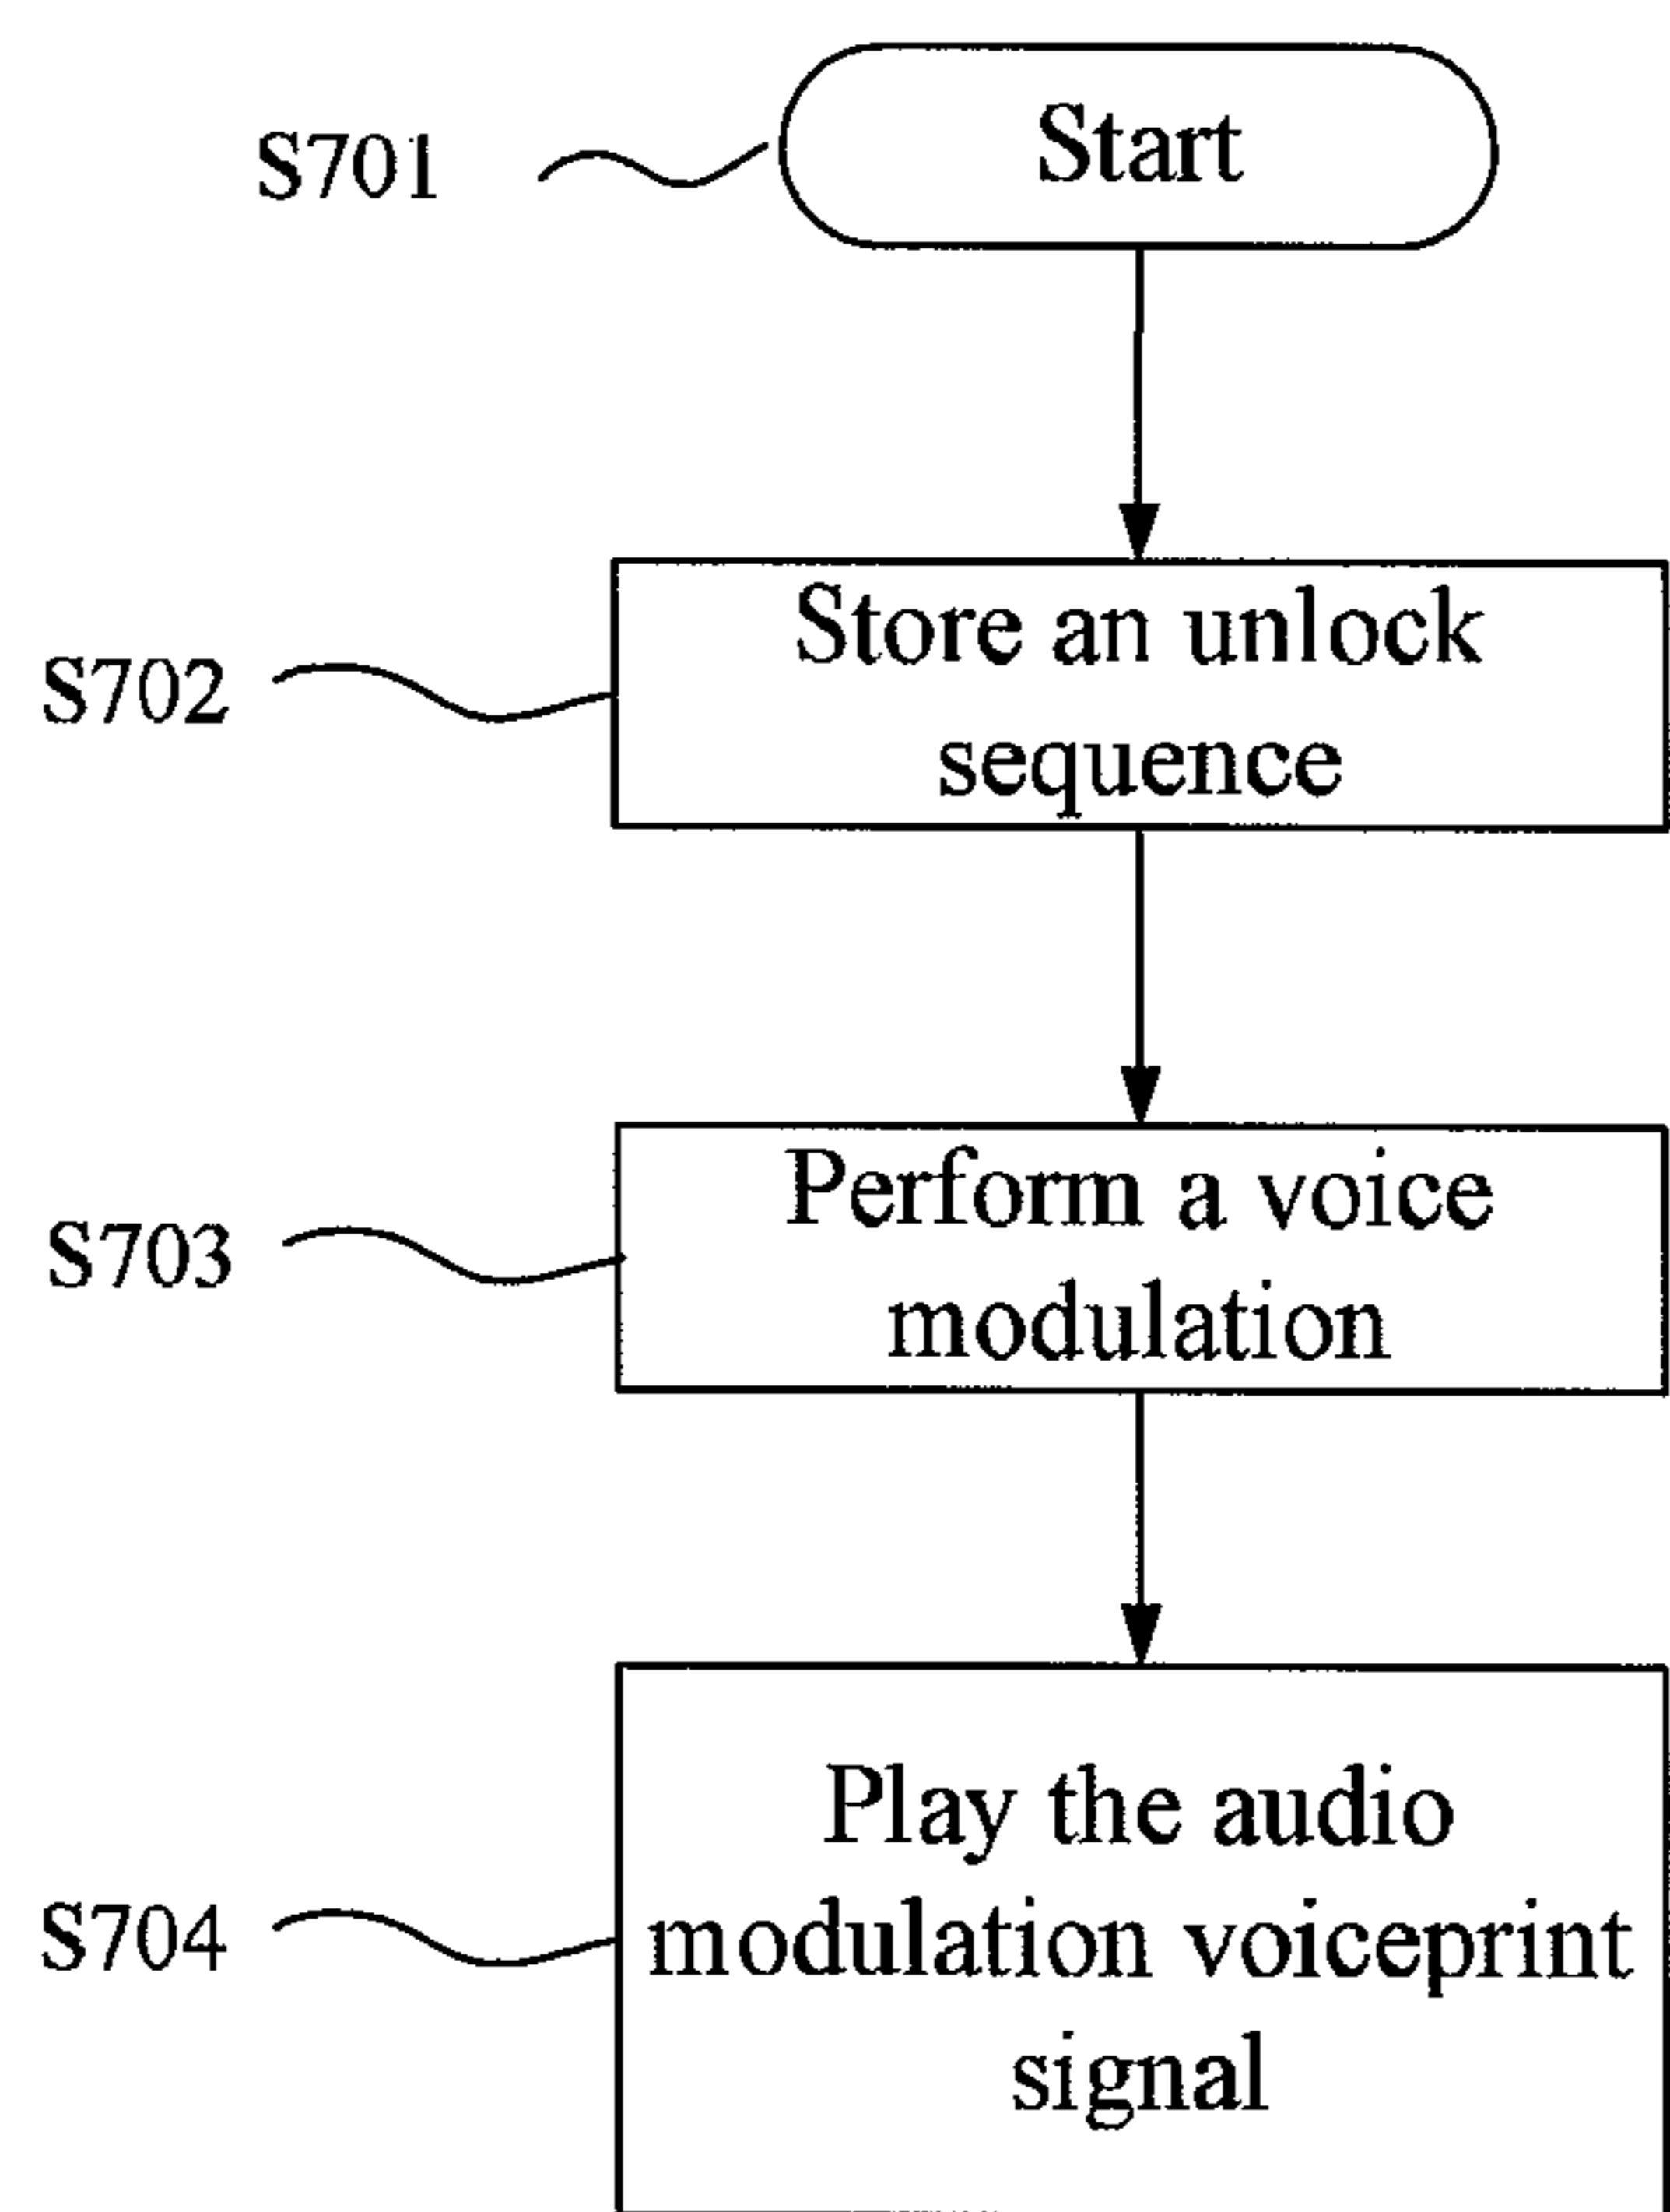 S701
Start
Store an unlock
S702
sequence
Perform a voice
S703
modulation
Play the audio
S704
modulation voiceprint
signal